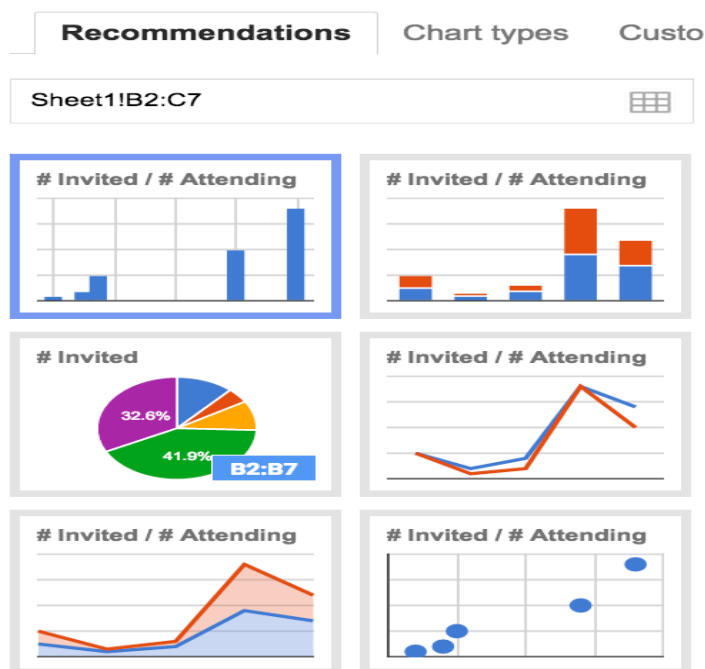 Recommendations Chart types Custo
Sheet1!B2:C7
# Invited / # Attending # Invited / # Attending
# Invited # Invited / # Attending
32.6%
41.9%
B2:B7
# Invited / # Attending # Invited / # Attending